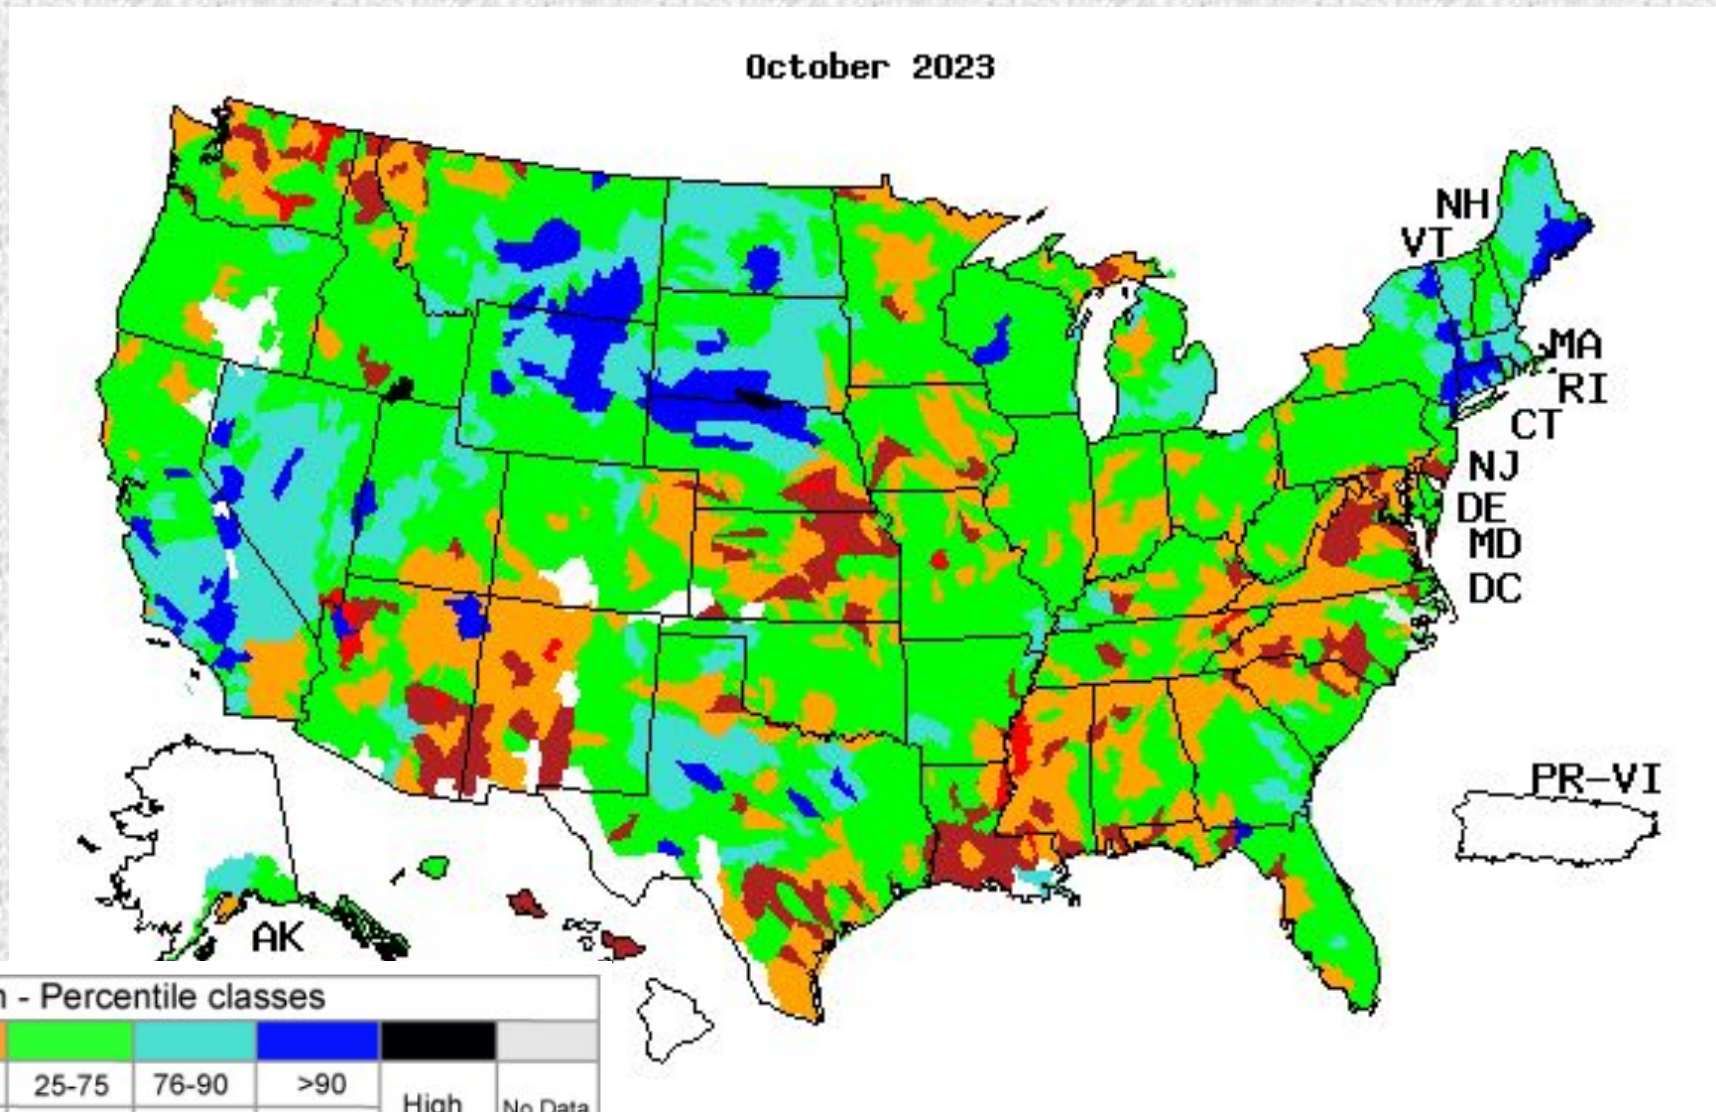 October 2023
NH
VT
MA
RI
CT
NJ
DE
MD
DC
PR-VI
AK
- Percentile classes
25-75 76-90 >90
High No Data